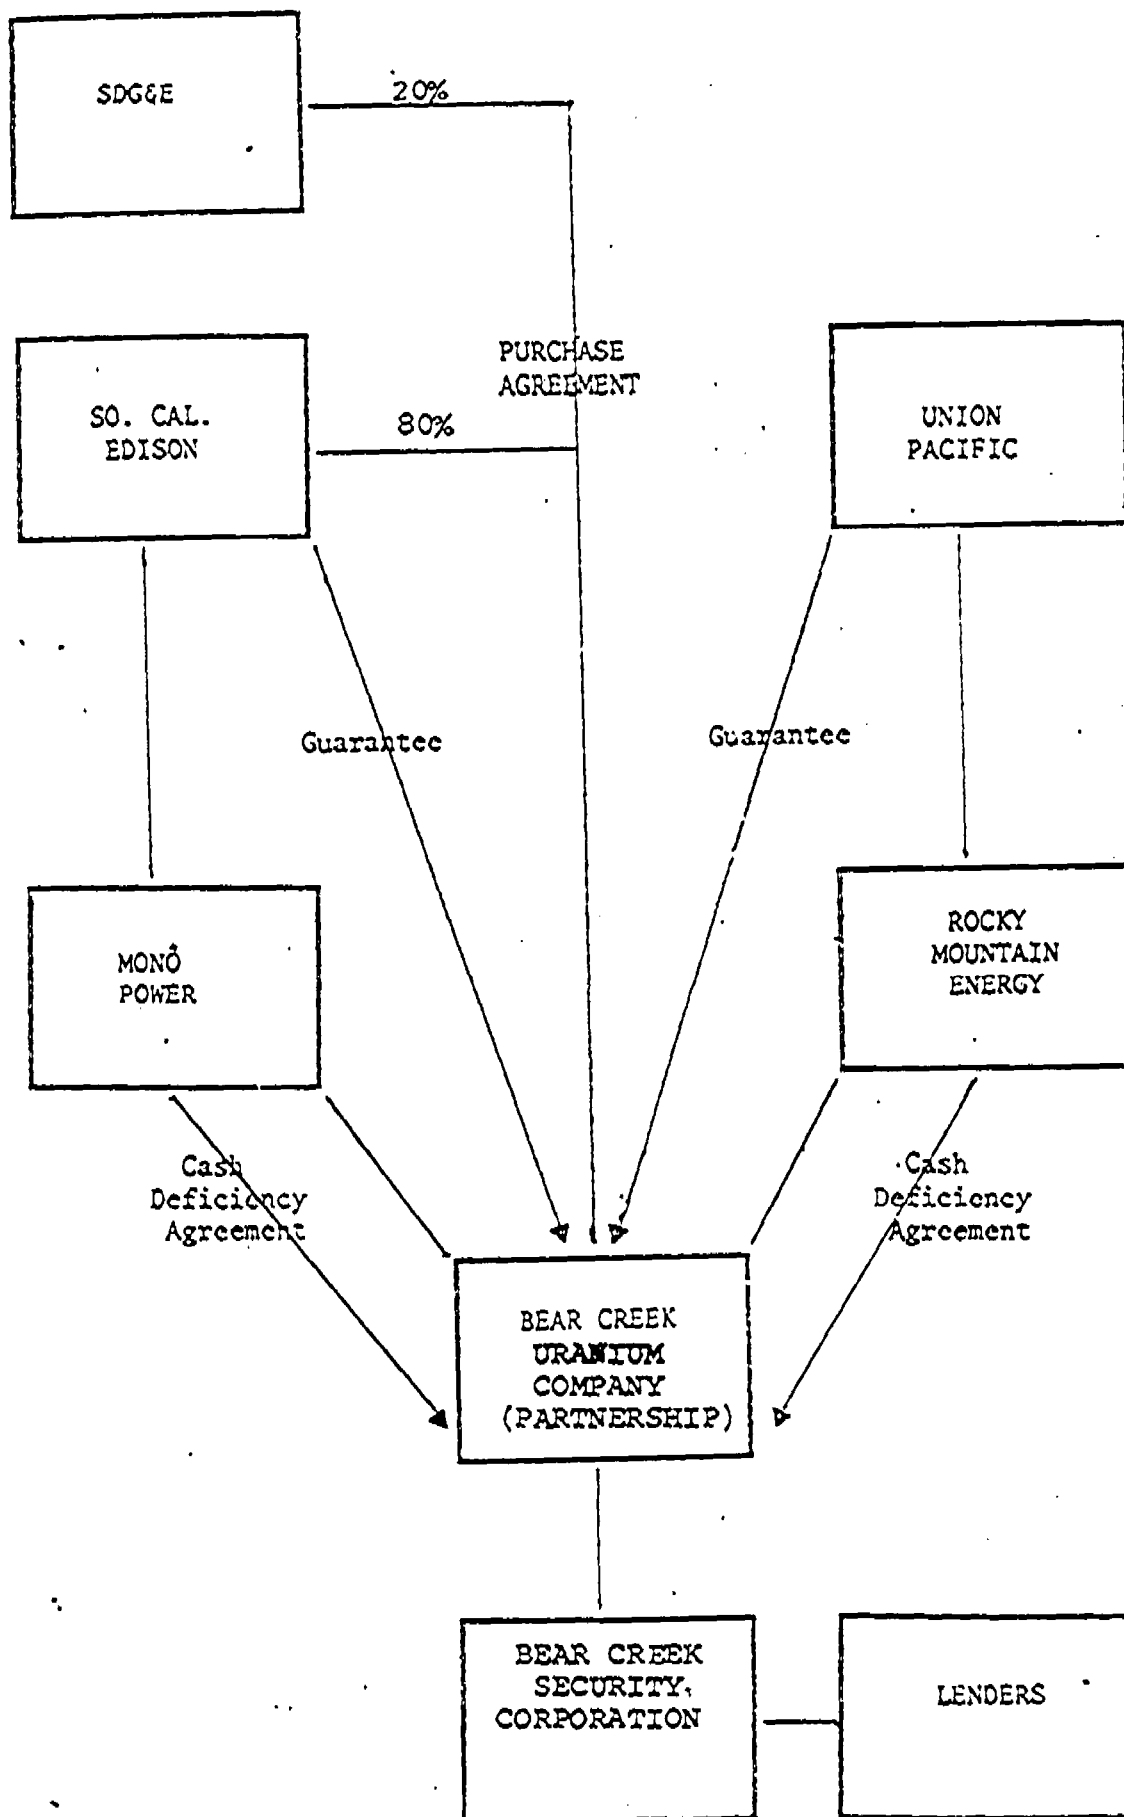 SDG&E
20%
PURCHASE
AGREEMENT
SO. CAL.
EDISON
80%
UNION
PACIFIC
Guarantee
Guarantee
MONO
POWER
ROCKY
MOUNTAIN
ENERGY
Cash
Deficiency
Agreement
Cash
Deficiency
Agreement
BEAR CREEK
URANIUM
COMPANY
(PARTNERSHIP)
BEAR CREEK
SECURITY
CORPORATION
LENDERS